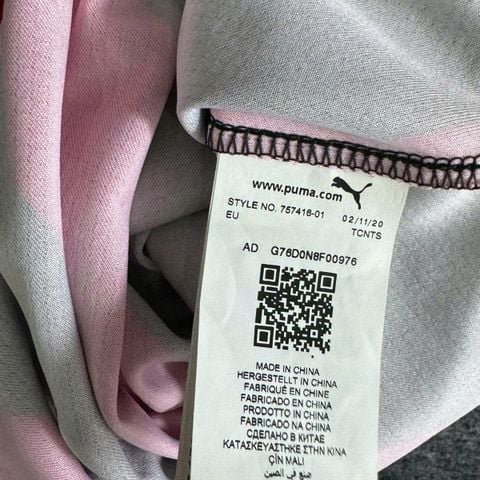 www.puma.com
STYLE NO. 757418-01 02/11/20
EU TCNTS
AD G76D0N8F00976
MADE IN CHINA
HERGESTELLT IN CHINA
FABRIQUÉ EN CHINE
FABRICADO EN CHINA
PRODOTTO IN CHINA
FABRICADO NA CHINA
СДЕЛАНО В КИТАЕ
ΚΑΤΑΣΚΕΥΑΣΤΗΚΕ ΣΤΗΝ ΚΙΝΑ
ÇİN MALI
صنع في الصين